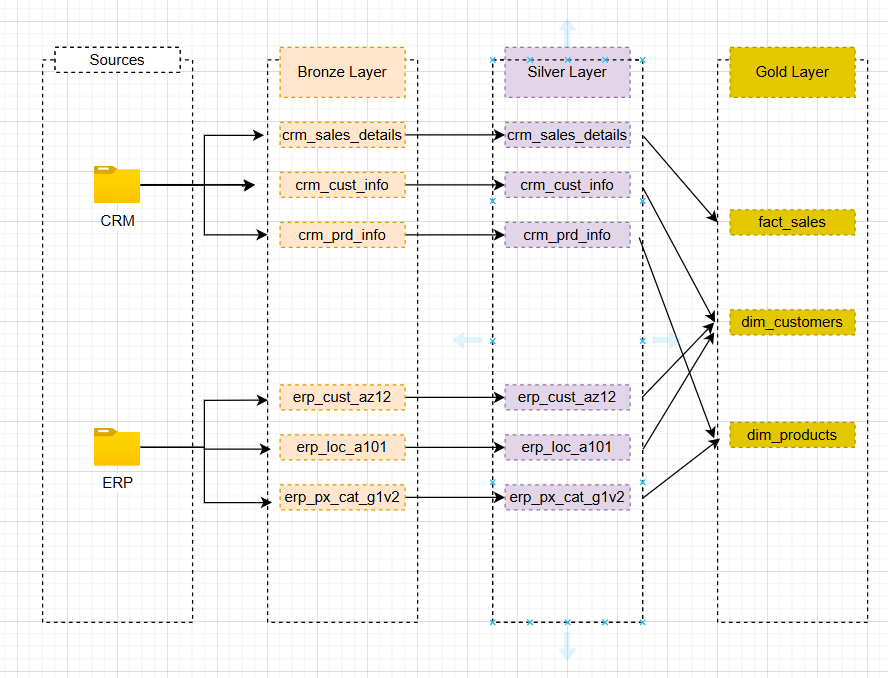 Sources
Bronze Layer
Silver Layer
Gold Layer
crm_sales_details
crm_sales_details
crm_cust_info
crm_cust_info
CRM
fact_sales
crm_prd_info
crm_prd_info
dim_customers
erp_cust_az12
erp_cust_az12
dim_products
erp_loc_a101
erp_loc_a101
ERP
erp_px_cat_g1v2
erp_px_cat_g1v2